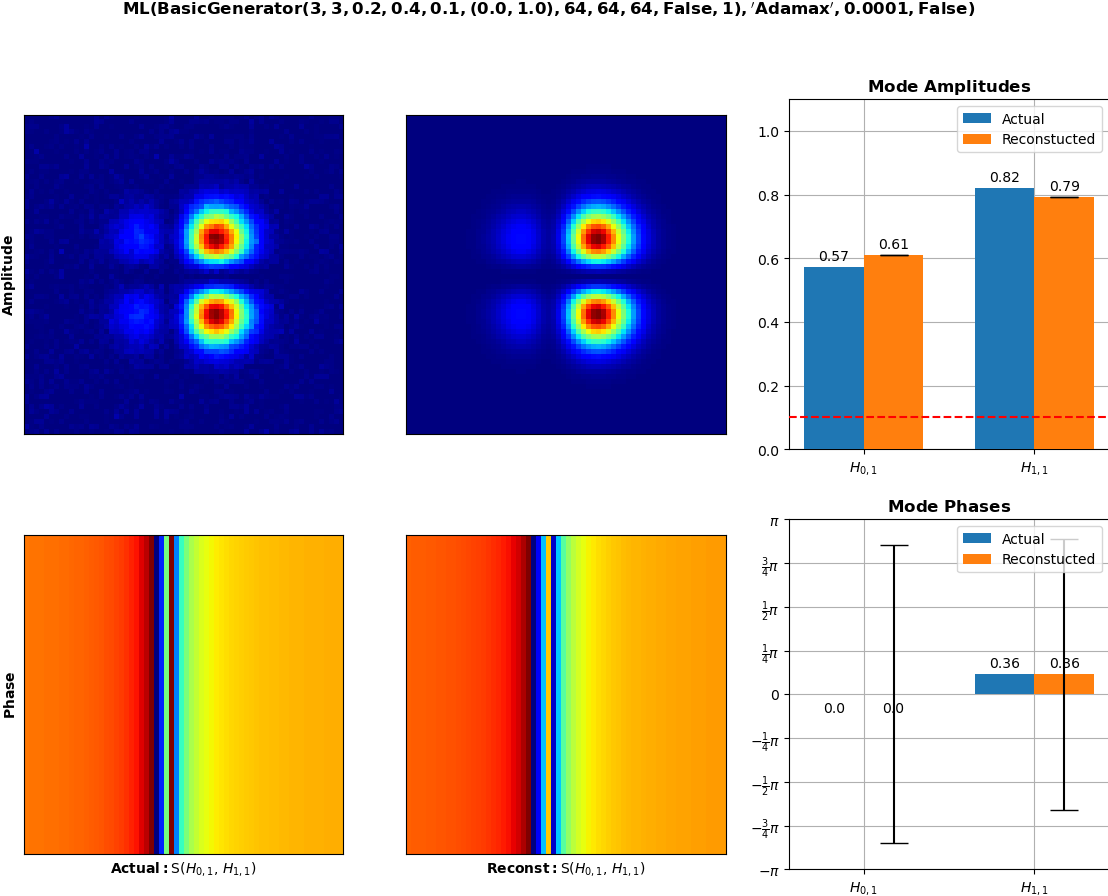 ML(BasicGenerator(3, 3, 0.2, 0.4, 0.1, (0.0, 1.0), 64, 64, 64, False, 1), 'Adamax', 0.0001, False)
Amplitude
Mode Amplitudes
Actual
Reconstucted
1.0
0.8
0.6
0.4
0.2
0.0
0.57
0.61
0.82
0.79
H0, 1
H1, 1
Phase
Actual: S(H0, 1, H1, 1)
Reconst: S(H0, 1, H1, 1)
Mode Phases
Actual
Reconstucted
π
3/4π
1/2π
1/4π
0
−1/4π
−1/2π
−3/4π
−π
0.0
0.0
0.36
0.36
H0, 1
H1, 1